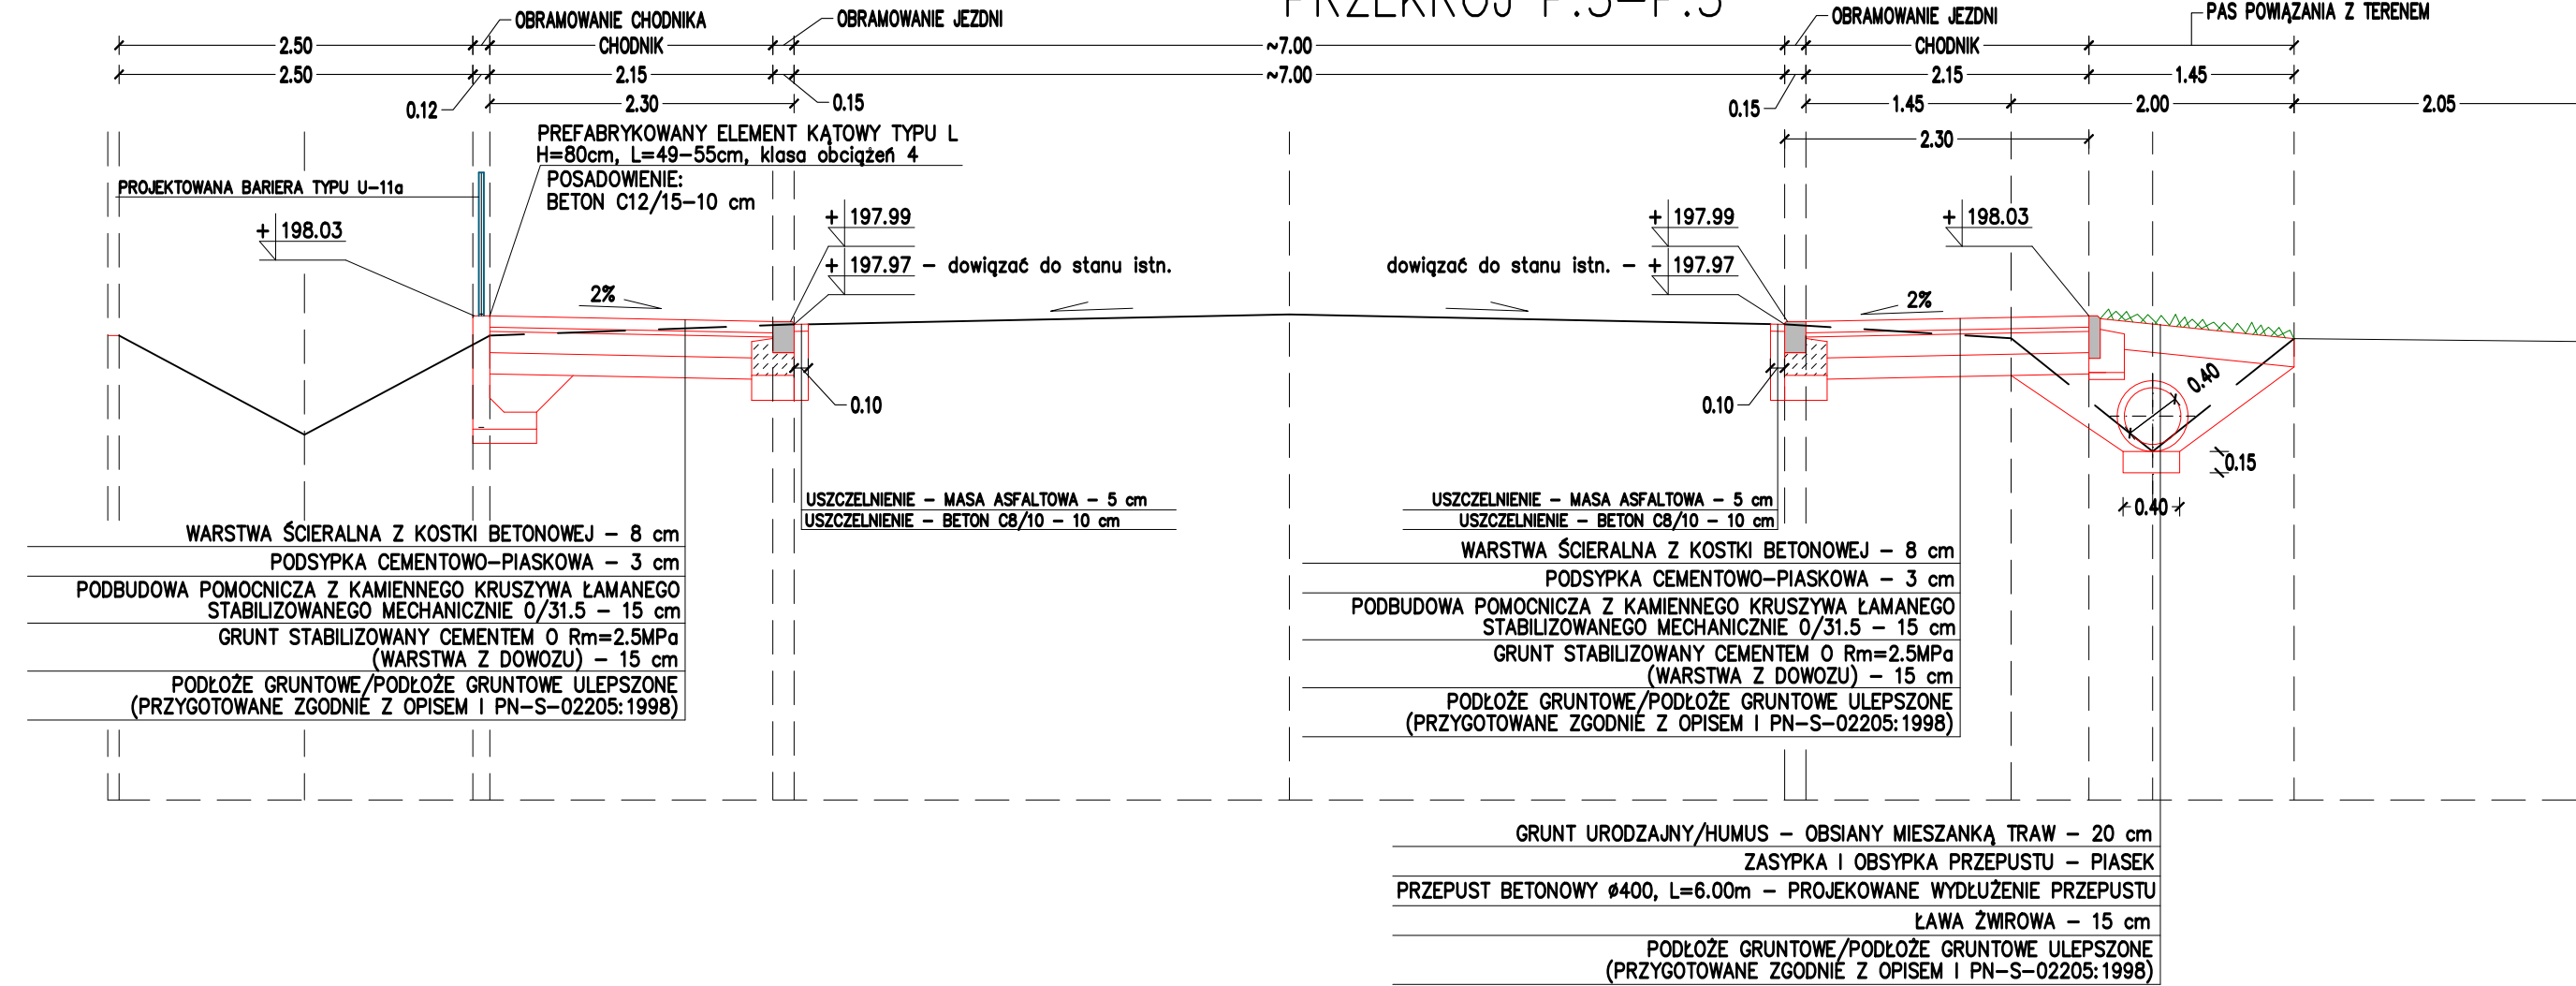 PRZEKRÓJ P.3-P.3
OBRAMOWANIE CHODNIKA
OBRAMOWANIE JEZDNI
OBRAMOWANIE JEZDNI
PAS POWIĄZANIA Z TERENEM
2.50
CHODNIK
~7.00
CHODNIK
2.50
2.15
~7.00
2.15
1.45
0.12
2.30
0.15
0.15
1.45
2.00
2.05
2.30
PREFABRYKOWANY ELEMENT KĄTOWY TYPU L
H=80cm, L=49-55cm, klasa obciążeń 4
POSADOWIENIE:
BETON C12/15-10 cm
PROJEKTOWANA BARIERA TYPU U-11a
+ 198.03
+ 197.99
+ 197.97 - dowiązać do stanu istn.
+ 197.99
dowiązać do stanu istn. - + 197.97
+ 198.03
2%
2%
0.10
0.10
0.40
0.15
0.40
USZCZELNIENIE - MASA ASFALTOWA - 5 cm
USZCZELNIENIE - BETON C8/10 - 10 cm
USZCZELNIENIE - MASA ASFALTOWA - 5 cm
USZCZELNIENIE - BETON C8/10 - 10 cm
WARSTWA ŚCIERALNA Z KOSTKI BETONOWEJ - 8 cm
PODSYPKA CEMENTOWO-PIASKOWA - 3 cm
PODBUDOWA POMOCNICZA Z KAMIENNEGO KRUSZYWA ŁAMANEGO
STABILIZOWANEGO MECHANICZNIE 0/31.5 - 15 cm
GRUNT STABILIZOWANY CEMENTEM O Rm=2.5MPa
(WARSTWA Z DOWOZU) - 15 cm
PODŁOŻE GRUNTOWE/PODŁOŻE GRUNTOWE ULEPSZONE
(PRZYGOTOWANE ZGODNIE Z OPISEM I PN-S-02205:1998)
WARSTWA ŚCIERALNA Z KOSTKI BETONOWEJ - 8 cm
PODSYPKA CEMENTOWO-PIASKOWA - 3 cm
PODBUDOWA POMOCNICZA Z KAMIENNEGO KRUSZYWA ŁAMANEGO
STABILIZOWANEGO MECHANICZNIE 0/31.5 - 15 cm
GRUNT STABILIZOWANY CEMENTEM O Rm=2.5MPa
(WARSTWA Z DOWOZU) - 15 cm
PODŁOŻE GRUNTOWE/PODŁOŻE GRUNTOWE ULEPSZONE
(PRZYGOTOWANE ZGODNIE Z OPISEM I PN-S-02205:1998)
GRUNT URODZAJNY/HUMUS - OBSIANY MIESZANKĄ TRAW - 20 cm
ZASYPKA I OBSYPKA PRZEPUSTU - PIASEK
PRZEPUST BETONOWY ø400, L=6.00m - PROJEKOWANE WYDŁUŻENIE PRZEPUSTU
ŁAWA ŻWIROWA - 15 cm
PODŁOŻE GRUNTOWE/PODŁOŻE GRUNTOWE ULEPSZONE
(PRZYGOTOWANE ZGODNIE Z OPISEM I PN-S-02205:1998)